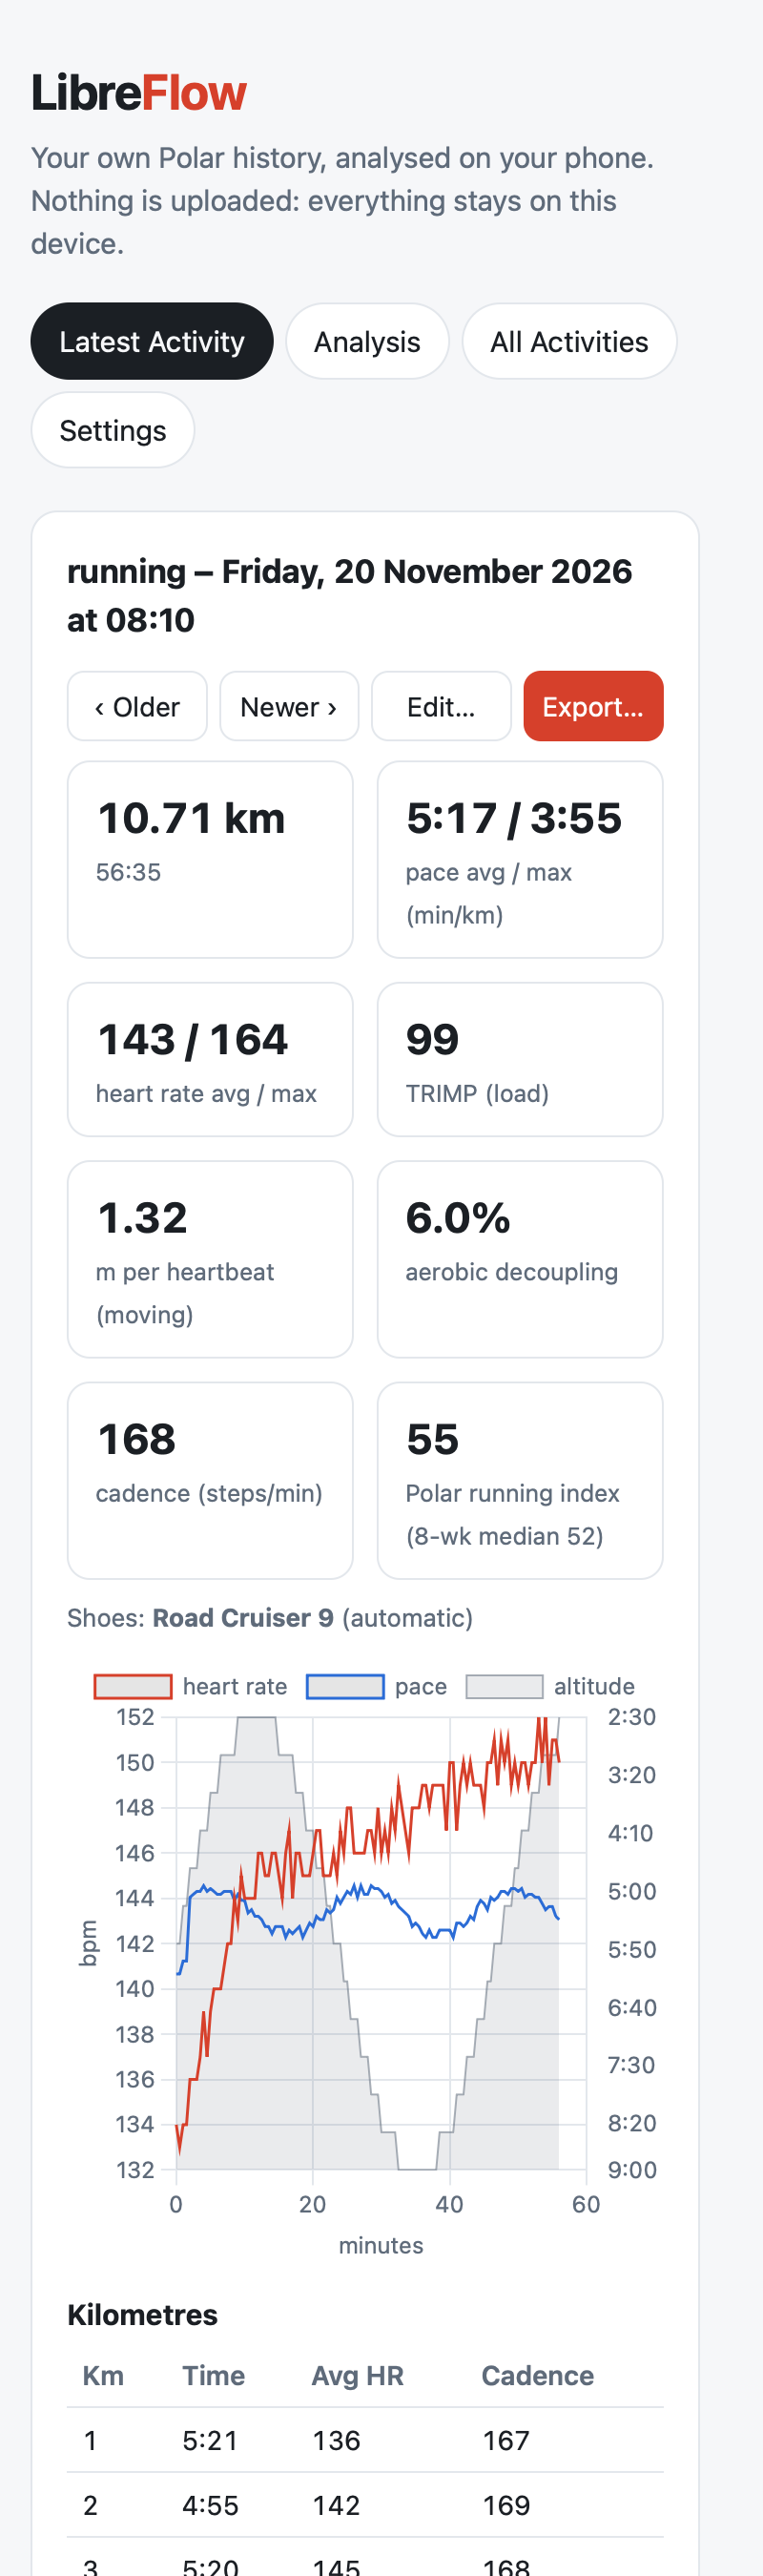 LibreFlow
Your own Polar history, analysed on your phone.
Nothing is uploaded: everything stays on this
device.
Latest Activity
Analysis
All Activities
Settings
running – Friday, 20 November 2026
at 08:10
‹ Older
Newer ›
Edit...
Export...
10.71 km
56:35
5:17 / 3:55
pace avg / max
(min/km)
143 / 164
heart rate avg / max
99
TRIMP (load)
1.32
m per heartbeat
(moving)
6.0%
aerobic decoupling
168
cadence (steps/min)
55
Polar running index
(8-wk median 52)
Shoes: Road Cruiser 9 (automatic)
heart rate
pace
altitude
152
150
148
146
144
142
140
138
136
134
132
bpm
2:30
3:20
4:10
5:00
5:50
6:40
7:30
8:20
9:00
0
20
40
60
minutes
Kilometres
Km Time Avg HR Cadence
1 5:21 136 167
2 4:55 142 169
3 5:20 145 168